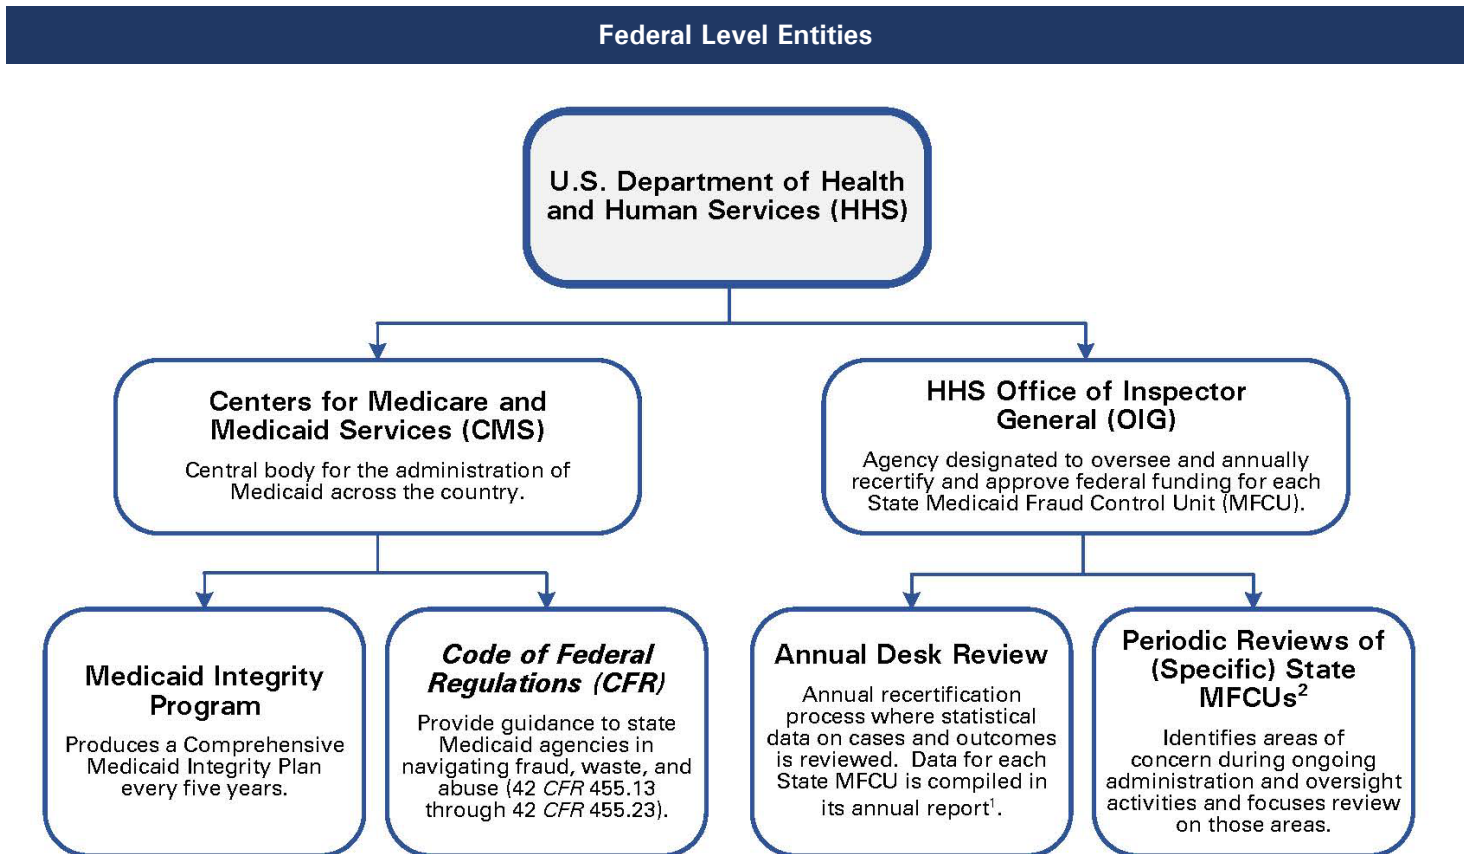 Federal Level Entities
U.S. Department of Health
and Human Services (HHS)
Centers for Medicare and
Medicaid Services (CMS)
Central body for the administration of
Medicaid across the country.
HHS Office of Inspector
General (OIG)
Agency designated to oversee and annually
recertify and approve federal funding for each
State Medicaid Fraud Control Unit (MFCU).
Medicaid Integrity
Program
Produces a Comprehensive
Medicaid Integrity Plan
every five years.
Code of Federal
Regulations (CFR)
Provide guidance to state
Medicaid agencies in
navigating fraud, waste, and
abuse (42 CFR 455.13
through 42 CFR 455.23).
Annual Desk Review
Annual recertification
process where statistical
data on cases and outcomes
is reviewed.  Data for each
State MFCU is compiled in
its annual report¹.
Periodic Reviews of
(Specific) State
MFCUs²
Identifies areas of
concern during ongoing
administration and oversight
activities and focuses review
on those areas.